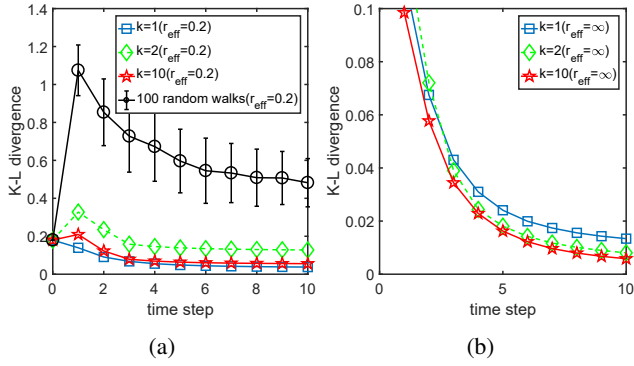 1.4
1.2
1
0.8
0.6
0.4
0.2
0
K-L divergence
k=1(r_eff=0.2)
k=2(r_eff=0.2)
k=10(r_eff=0.2)
100 random walks(r_eff=0.2)
0 2 4 6 8 10
time step
(a)
0.1
0.08
0.06
0.04
0.02
0
K-L divergence
k=1(r_eff=∞)
k=2(r_eff=∞)
k=10(r_eff=∞)
0 5 10
time step
(b)